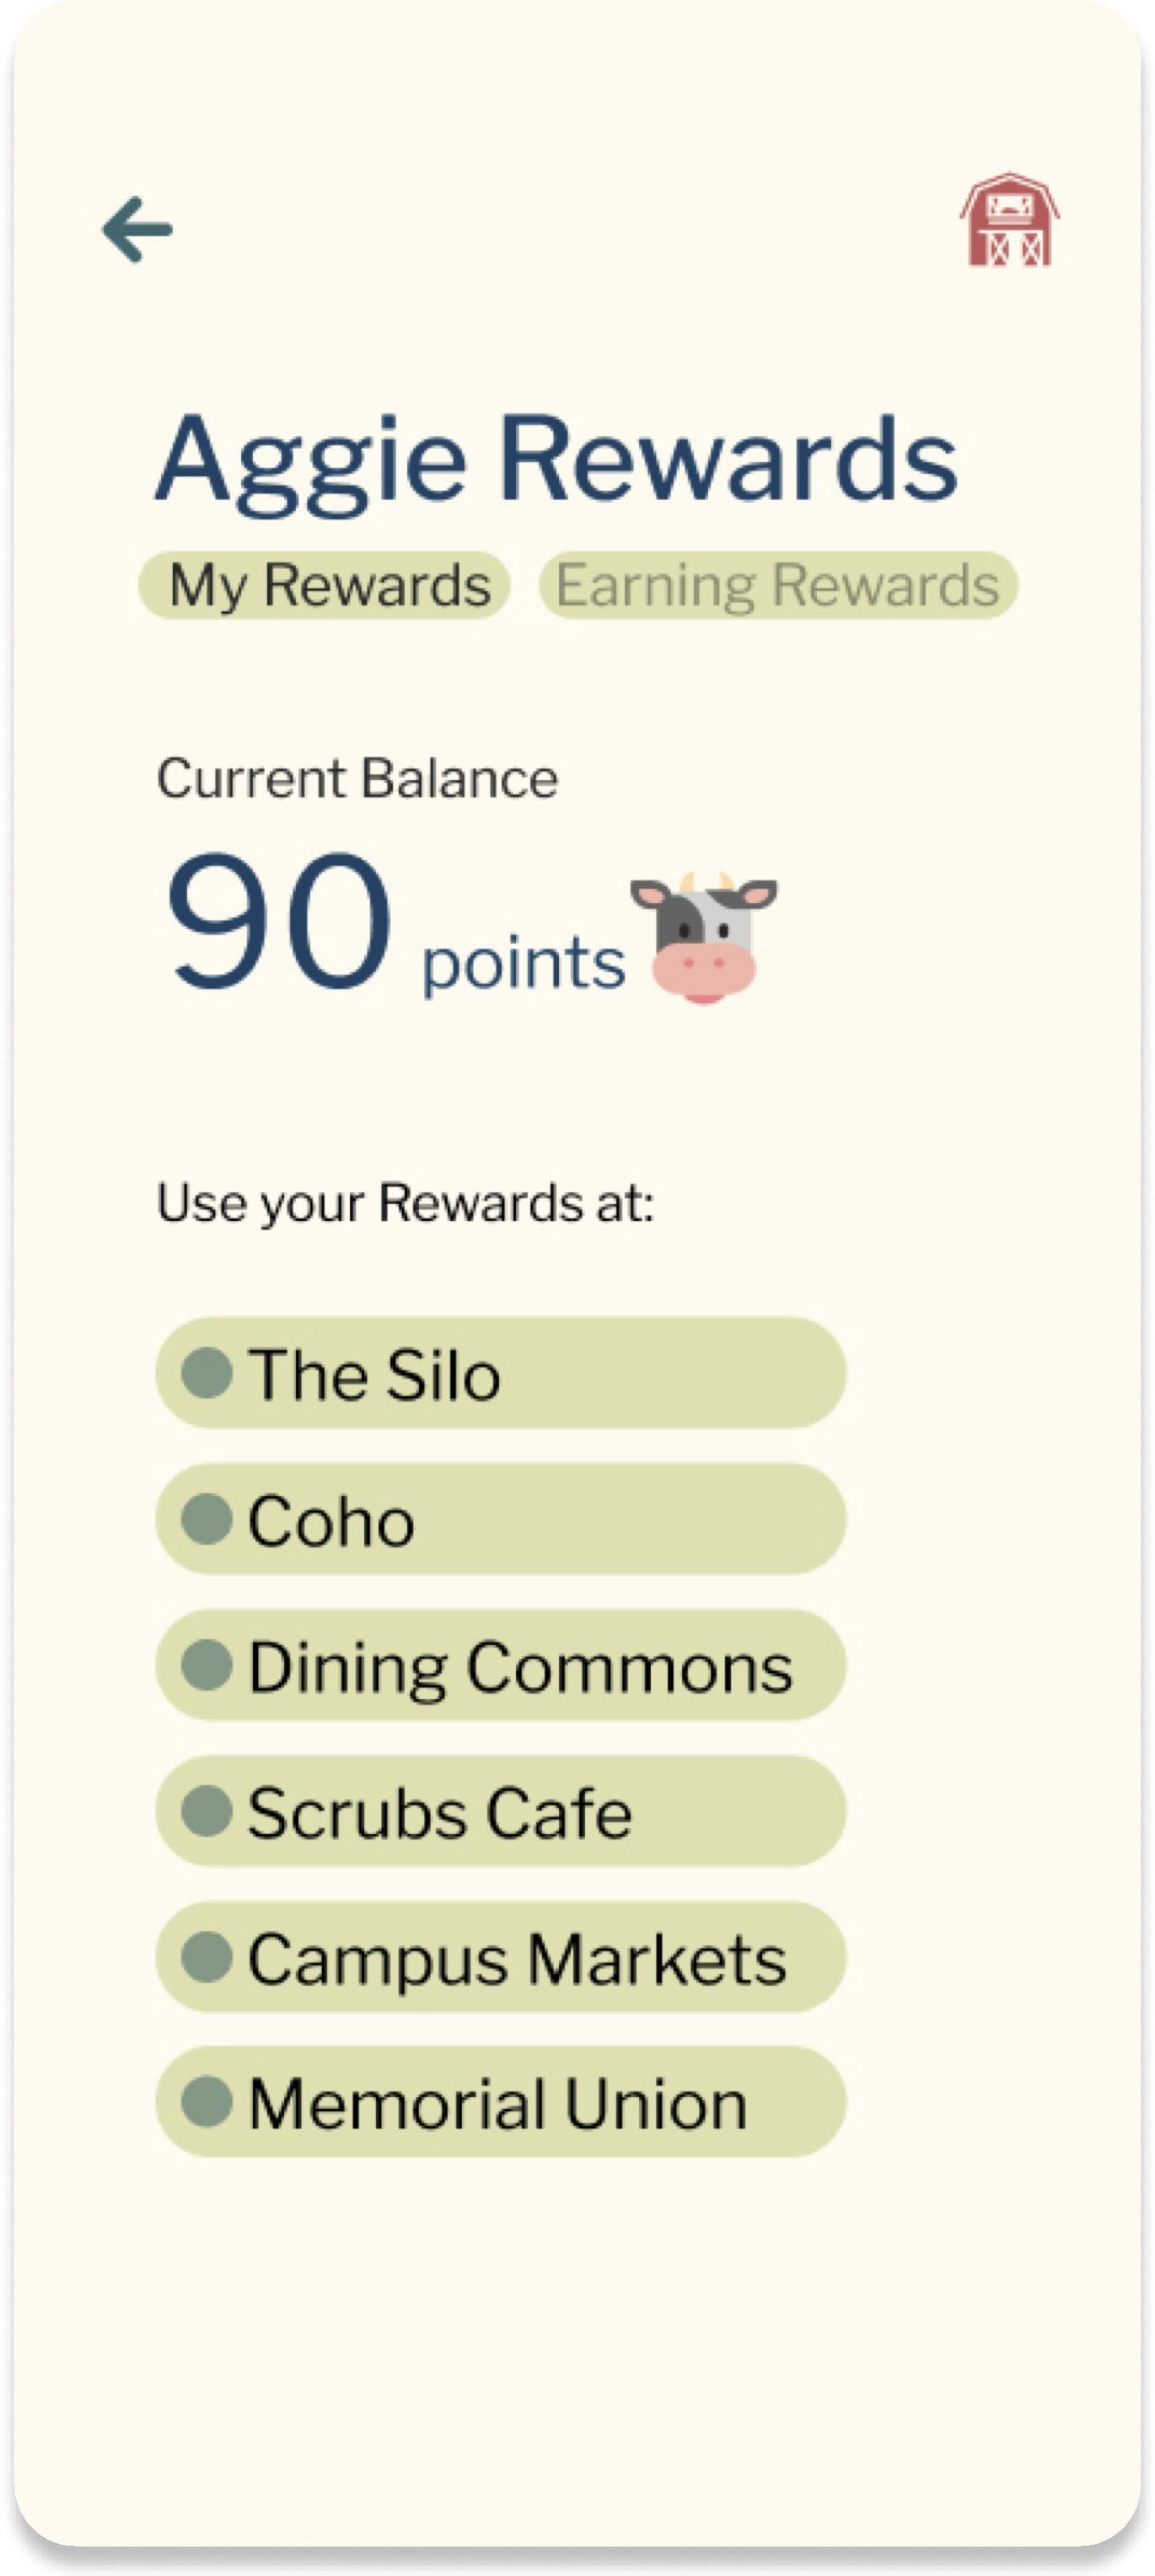 Aggie Rewards
My Rewards Earning Rewards
Current Balance
90 points
Use your Rewards at:
The Silo
Coho
Dining Commons
Scrubs Cafe
Campus Markets
Memorial Union